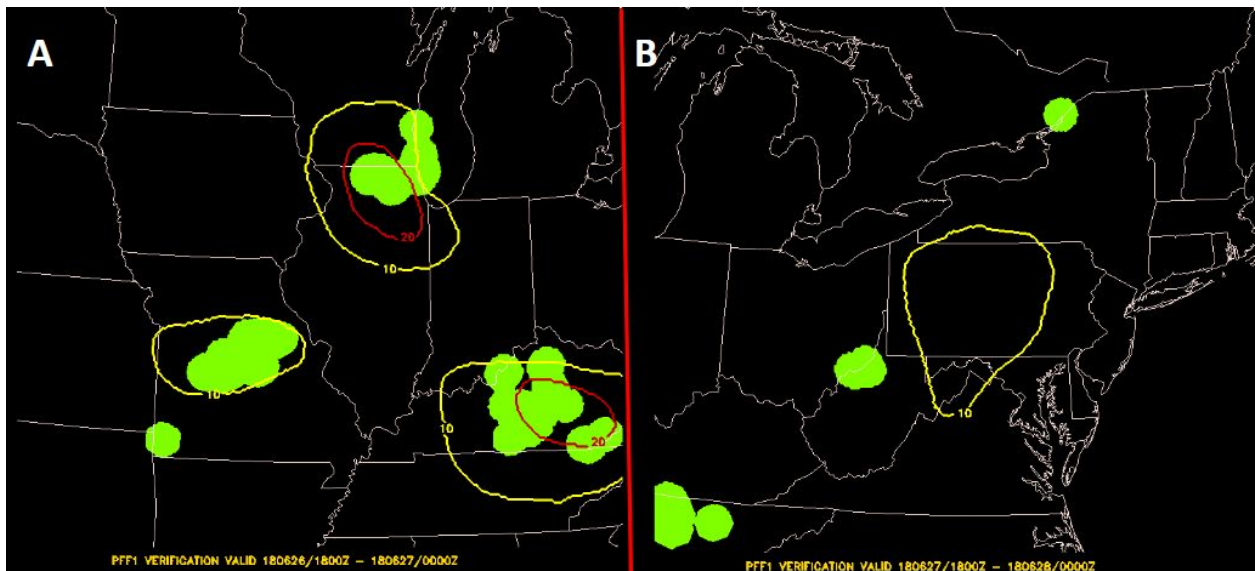 A
B
20
10
10
10
20
10
PFF1 VERIFICATION VALID 180626/1800Z – 180627/0000Z
PFF1 VERIFICATION VALID 180627/1800Z – 180628/0000Z